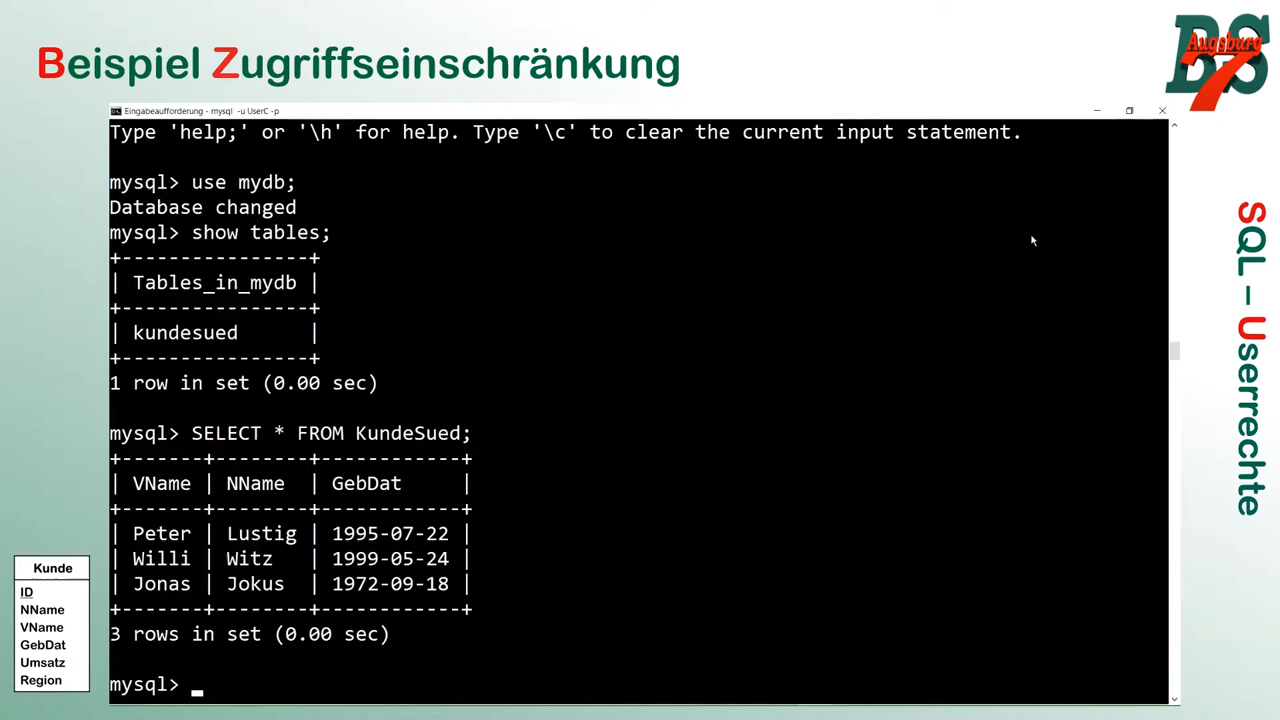 Beispiel Zugriffseinschränkung
BS7 Augsburg
Eingabeaufforderung - mysql -u UserC -p
Type 'help;' or '\h' for help. Type '\c' to clear the current input statement.
mysql> use mydb;
Database changed
mysql> show tables;
+----------------+
| Tables_in_mydb |
+----------------+
| kundesued      |
+----------------+
1 row in set (0.00 sec)
mysql> SELECT * FROM KundeSued;
+-------+--------+------------+
| VName | NName  | GebDat     |
+-------+--------+------------+
| Peter | Lustig | 1995-07-22 |
| Willi | Witz   | 1999-05-24 |
| Jonas | Jokus  | 1972-09-18 |
+-------+--------+------------+
3 rows in set (0.00 sec)
mysql> _
Kunde
ID
NName
VName
GebDat
Umsatz
Region
SQL – Userrechte